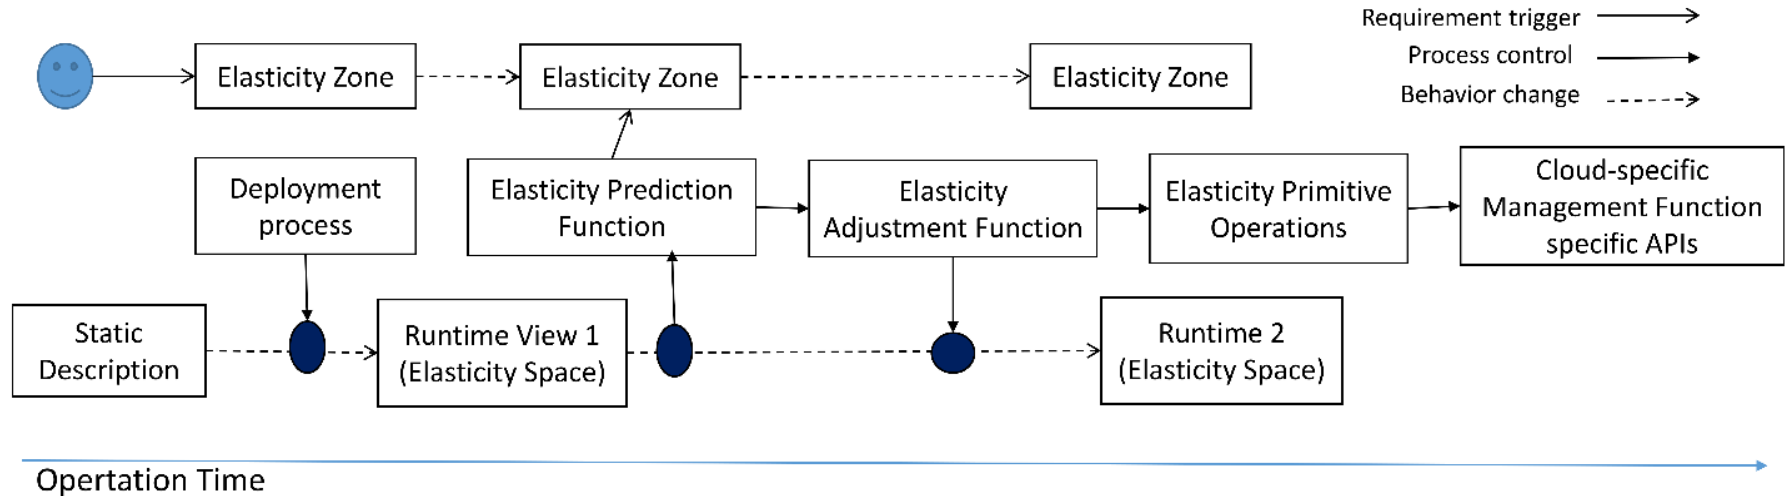 Requirement trigger
Process control
Behavior change
Elasticity Zone
Elasticity Zone
Elasticity Zone
Deployment
process
Elasticity Prediction
Function
Elasticity
Adjustment Function
Elasticity Primitive
Operations
Cloud-specific
Management Function
specific APIs
Static
Description
Runtime View 1
(Elasticity Space)
Runtime 2
(Elasticity Space)
Opertation Time